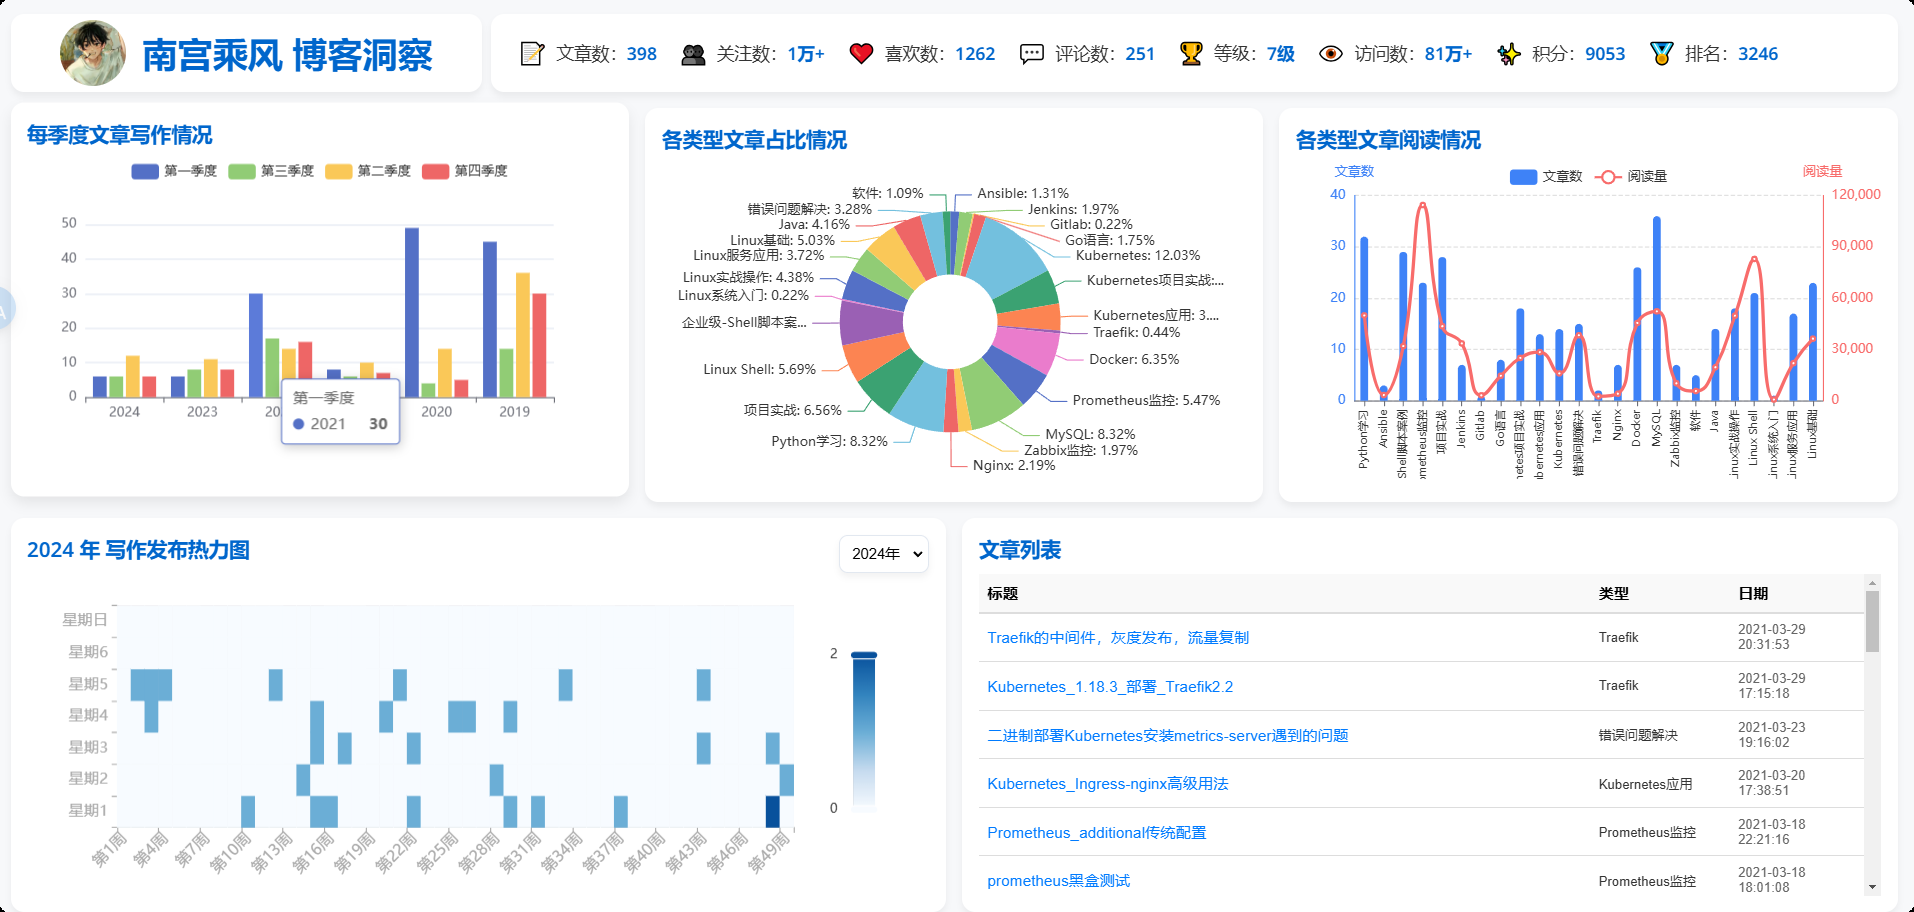 南宫乘风 博客洞察
文章数：398 关注数：1万+ 喜欢数：1262 评论数：251 等级：7级 访问数：81万+ 积分：9053 排名：3246
每季度文章写作情况
第一季度 第三季度 第二季度 第四季度
50
40
30
20
10
0
2024 2023 2020 2019
第一季度
2021 30
各类型文章占比情况
软件: 1.09%
错误问题解决: 3.28%
Java: 4.16%
Linux基础: 5.03%
Linux服务应用: 3.72%
Linux实战操作: 4.38%
Linux系统入门: 0.22%
企业级-Shell脚本案...
Linux Shell: 5.69%
项目实战: 6.56%
Python学习: 8.32%
Ansible: 1.31%
Jenkins: 1.97%
Gitlab: 0.22%
Go语言: 1.75%
Kubernetes: 12.03%
Kubernetes项目实战:...
Kubernetes应用: 3....
Traefik: 0.44%
Docker: 6.35%
Prometheus监控: 5.47%
MySQL: 8.32%
Zabbix监控: 1.97%
Nginx: 2.19%
各类型文章阅读情况
文章数 阅读量
文章数 阅读量
40 120,000
30 90,000
20 60,000
10 30,000
0 0
Python学习
Ansible
Shell脚本案例
ometheus监控
项目实战
Jenkins
Gitlab
Go语言
netes项目实战
bernetes应用
Kubernetes
错误问题解决
Traefik
Nginx
Docker
MySQL
Zabbix监控
软件
Java
inux实战操作
Linux Shell
inux系统入门
inux服务应用
Linux基础
2024 年 写作发布热力图
2024年
星期日
星期6
星期5
星期4
星期3
星期2
星期1
第1周 第4周 第7周 第10周 第13周 第16周 第19周 第22周 第25周 第28周 第31周 第34周 第37周 第40周 第43周 第46周 第49周
2
0
文章列表
标题 类型 日期
Traefik的中间件，灰度发布，流量复制 Traefik 2021-03-29 20:31:53
Kubernetes_1.18.3_部署_Traefik2.2 Traefik 2021-03-29 17:15:18
二进制部署Kubernetes安装metrics-server遇到的问题 错误问题解决 2021-03-23 19:16:02
Kubernetes_Ingress-nginx高级用法 Kubernetes应用 2021-03-20 17:38:51
Prometheus_additional传统配置 Prometheus监控 2021-03-18 22:21:16
prometheus黑盒测试 Prometheus监控 2021-03-18 18:01:08